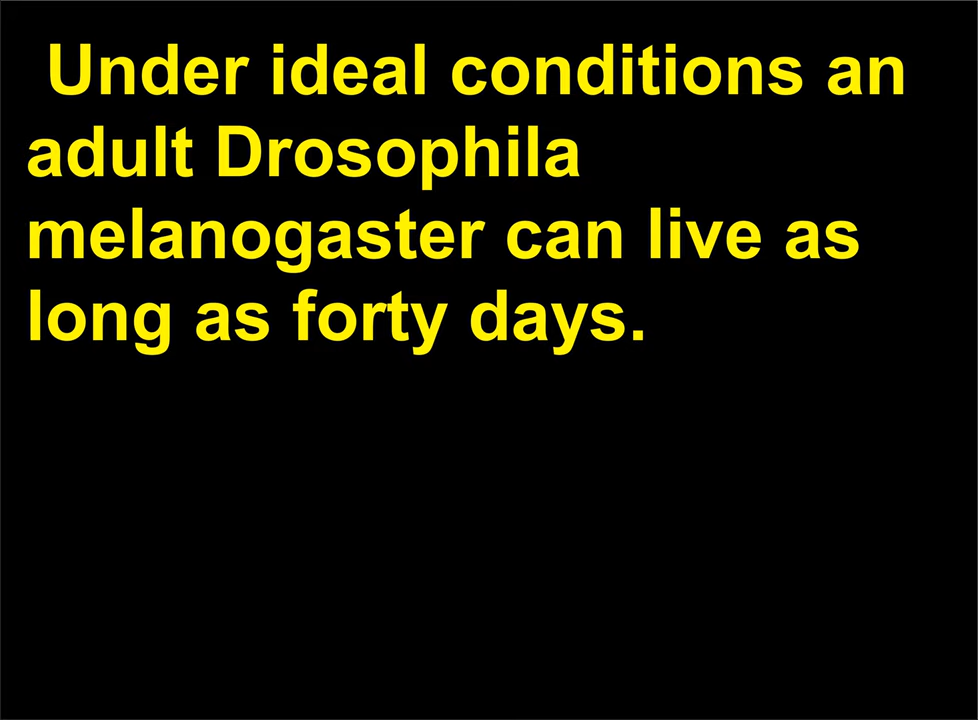 Under ideal conditions an
adult Drosophila
melanogaster can live as
long as forty days.